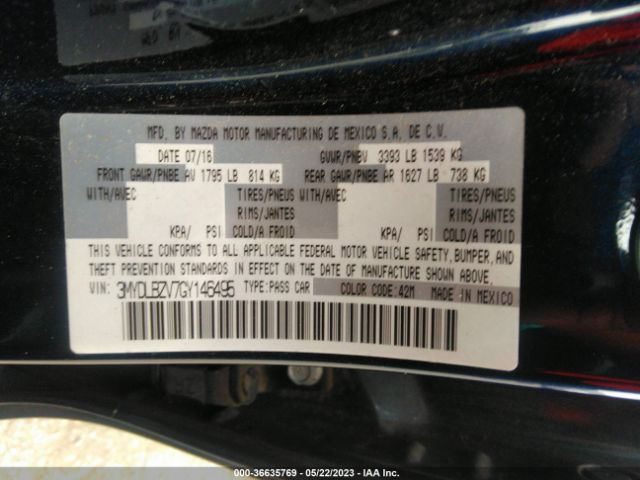 MFD. BY MAZDA MOTOR MANUFACTURING DE MEXICO S.A. DE C.V.
DATE 07/16 GVWR/PNBV 3393 LB 1539 KG
FRONT GAWR/PNBE AV 1795 LB 814 KG REAR GAWR/PNBE AR 1627 LB 738 KG
WITH/AVEC TIRES/PNEUS WITH/AVEC TIRES/PNEUS
RIMS/JANTES RIMS/JANTES
KPA/ PSI COLD/A FROID KPA/ PSI COLD/A FROID
THIS VEHICLE CONFORMS TO ALL APPLICABLE FEDERAL MOTOR VEHICLE SAFETY, BUMPER, AND
THEFT PREVENTION STANDARDS IN EFFECT ON THE DATE OF MANUFACTURE SHOWN ABOVE.
VIN: 3MYDLBZV7GY146495 TYPE:PASS CAR COLOR CODE:42M MADE IN MEXICO
000-36635769 - 05/22/2023 - IAA Inc.